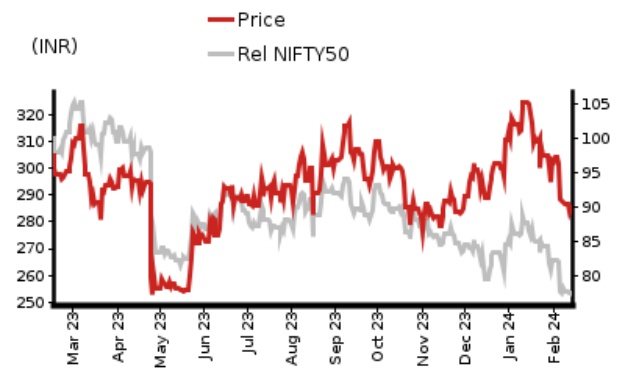 Price
(INR)
Rel NIFTY50
320
310
300
290
280
270
260
250
105
100
95
90
85
80
Mar 23
Apr 23
May 23
Jun 23
Jul 23
Aug 23
Sep 23
Oct 23
Nov 23
Dec 23
Jan 24
Feb 24